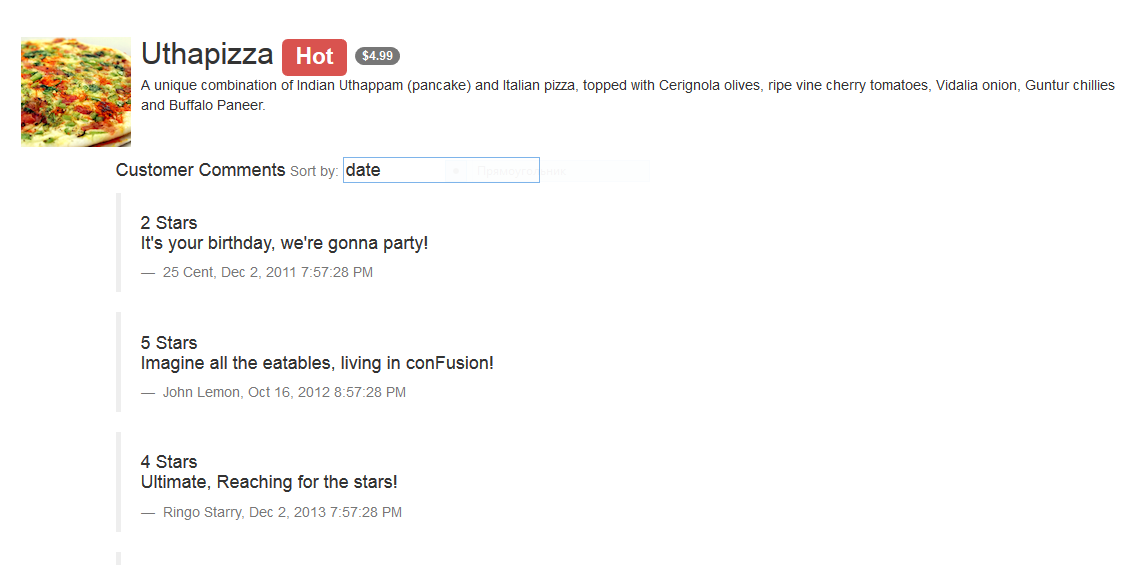 Uthapizza Hot $4.99
A unique combination of Indian Uthappam (pancake) and Italian pizza, topped with Cerignola olives, ripe vine cherry tomatoes, Vidalia onion, Guntur chillies
and Buffalo Paneer.
Customer Comments Sort by: date
2 Stars
It's your birthday, we're gonna party!
— 25 Cent, Dec 2, 2011 7:57:28 PM
5 Stars
Imagine all the eatables, living in conFusion!
— John Lemon, Oct 16, 2012 8:57:28 PM
4 Stars
Ultimate, Reaching for the stars!
— Ringo Starry, Dec 2, 2013 7:57:28 PM